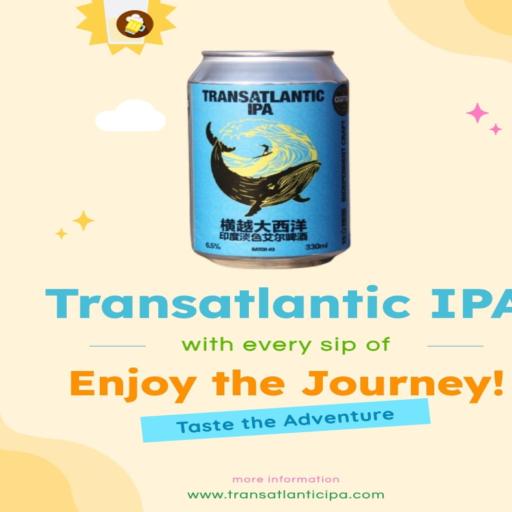 TRANSATLANTIC
IPA
横越大西洋
印度淡色艾尔啤酒
6.5%
330ml
Transatlantic IPA
with every sip of
Enjoy the Journey!
Taste the Adventure
more information
www.transatlanticipa.com